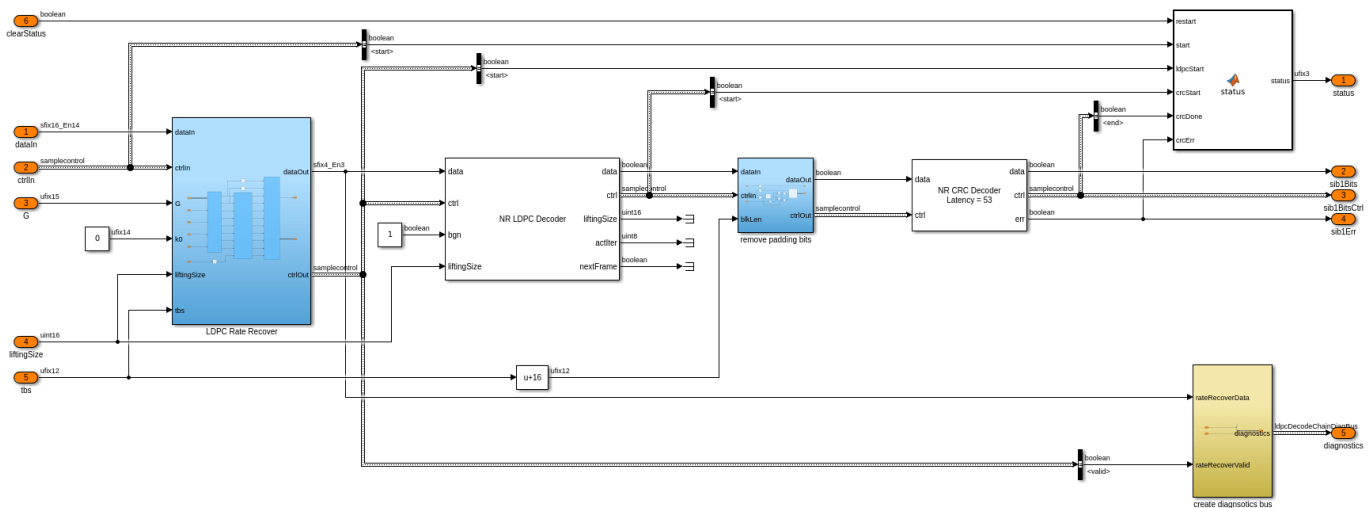 6
boolean
clearStatus
boolean
<start>
boolean
<start>
boolean
<start>
boolean
<end>
restart
start
ldpcStart
crcStart
crcDone
crcErr
status
status
ufix3
1
status
1
sfix16_En14
dataIn
2
samplecontrol
ctrlIn
3
ufix15
G
0
ufix14
dataIn
ctrlIn
G
k0
liftingSize
tbs
dataOut
ctrlOut
LDPC Rate Recover
sfix4_En3
samplecontrol
4
uint16
liftingSize
5
ufix12
tbs
1
boolean
data
ctrl
bgn
liftingSize
NR LDPC Decoder
data
ctrl
liftingSize
actIter
nextFrame
boolean
samplecontrol
uint16
uint8
boolean
u+16
ufix12
dataIn
ctrlIn
blkLen
dataOut
ctrlOut
remove padding bits
boolean
samplecontrol
data
ctrl
NR CRC Decoder
Latency = 53
data
ctrl
err
boolean
samplecontrol
boolean
2
sib1Bits
3
sib1BitsCtrl
4
sib1Err
boolean
<valid>
rateRecoverData
rateRecoverValid
diagnostics
create diagnsotics bus
ldpcDecodeChainDiagBus
5
diagnostics